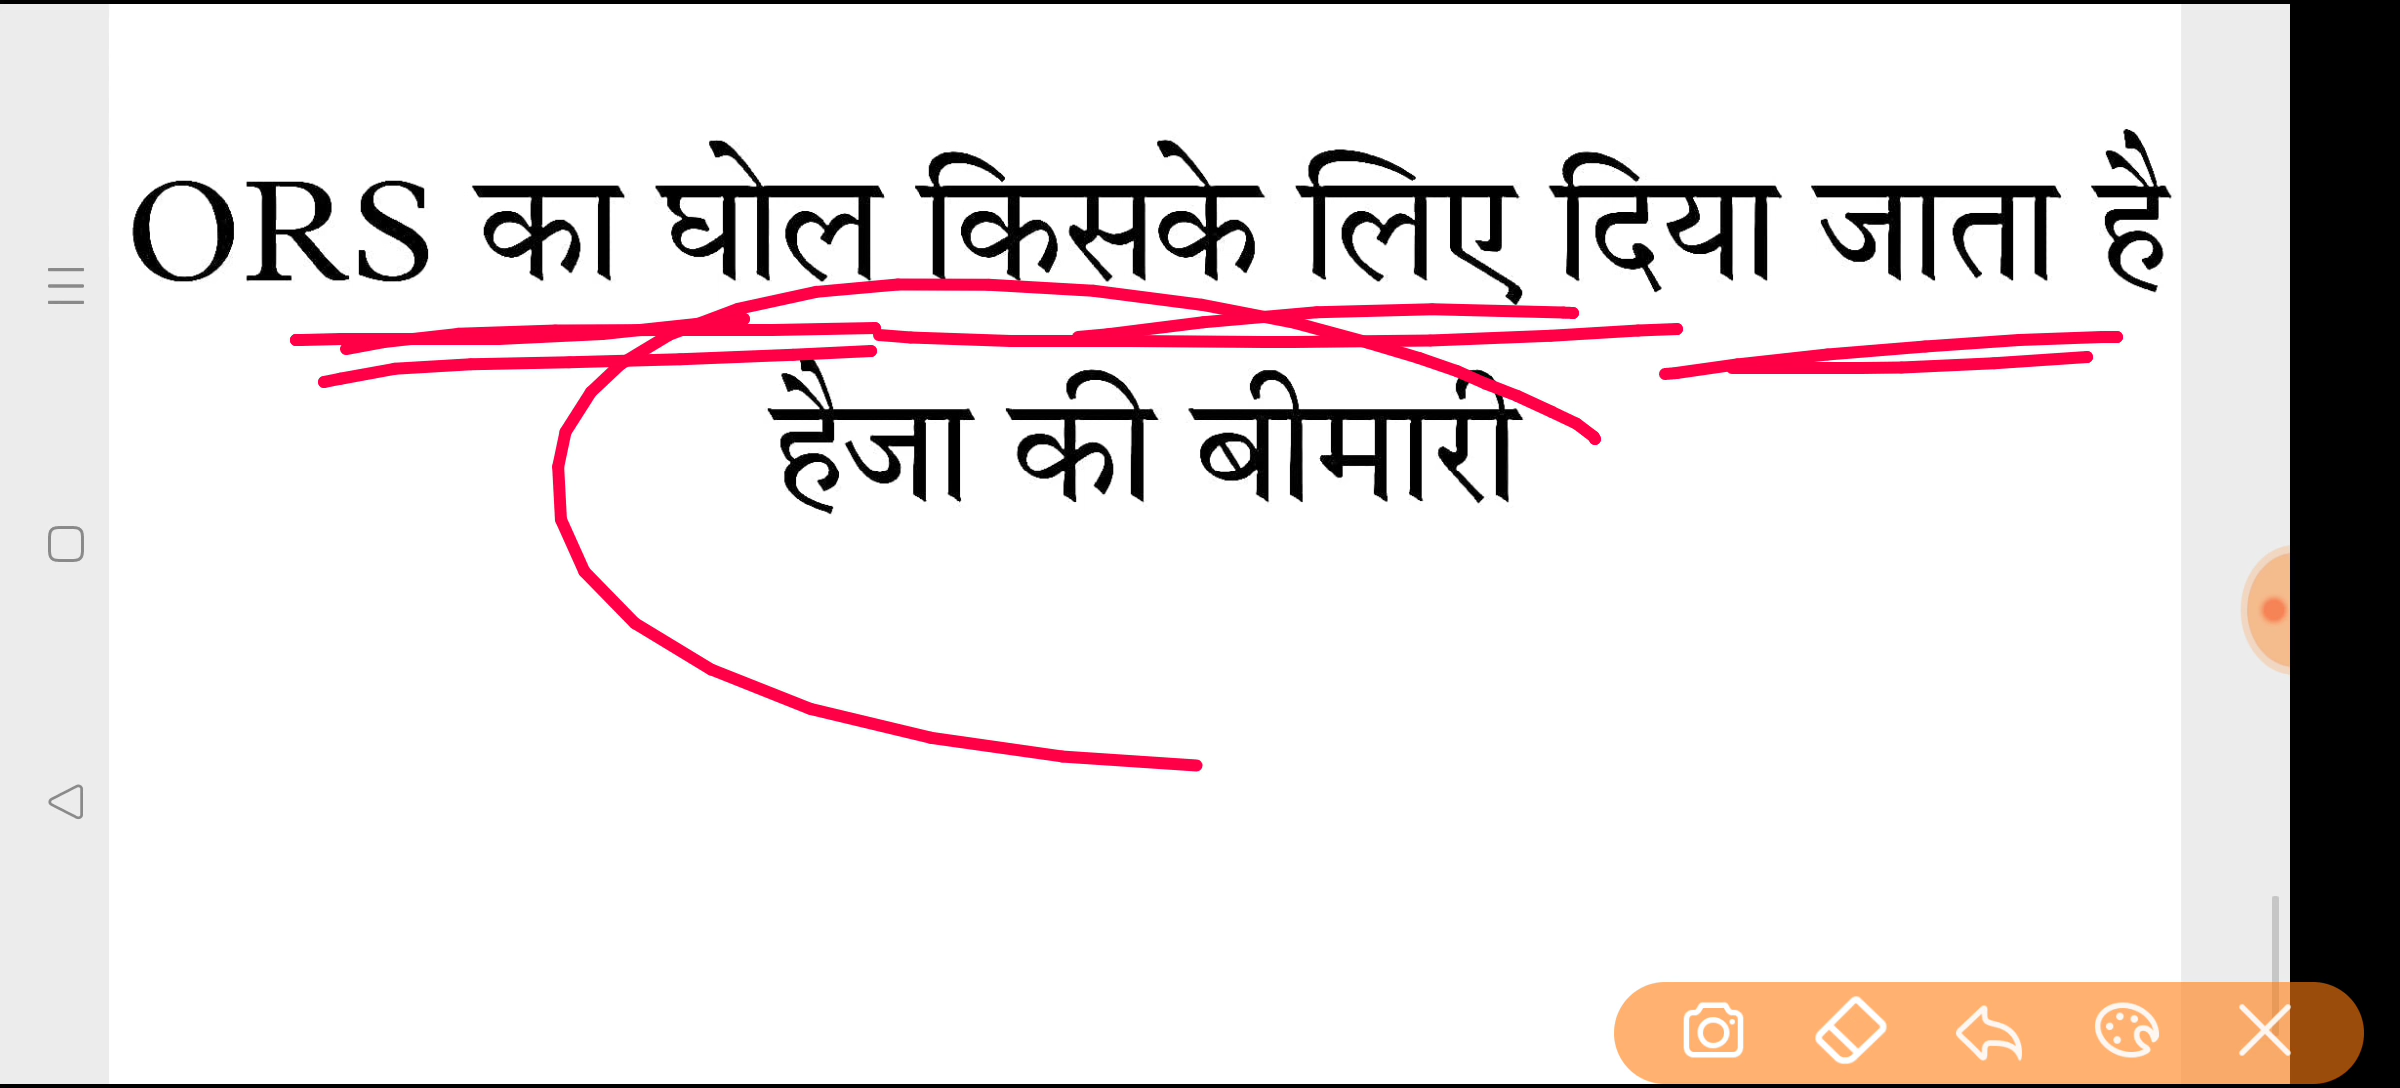 ORS का घोल किसके लिए दिया जाता है
हैजा की बीमारी